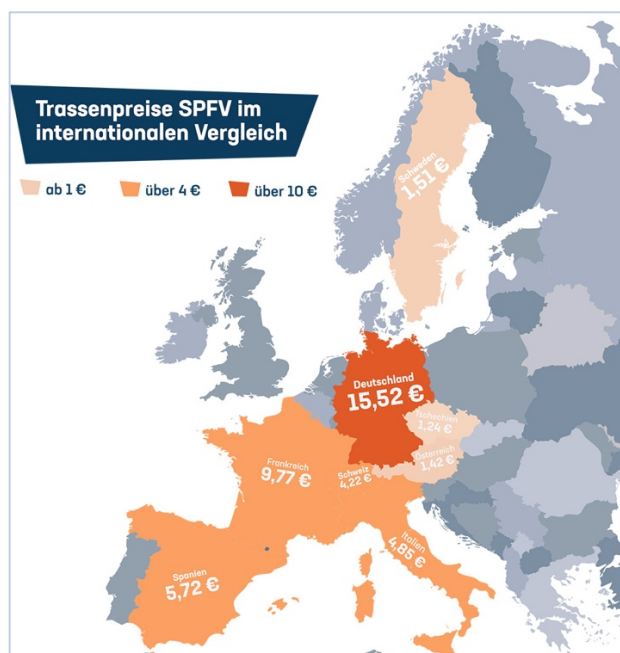 Trassenpreise SPFV im
internationalen Vergleich
ab 1 €
über 4 €
über 10 €
Schweden
1,51 €
Deutschland
15,52 €
Tschechien
1,24 €
Österreich
1,42 €
Frankreich
9,77 €
Schweiz
4,22 €
Italien
4,85 €
Spanien
5,72 €